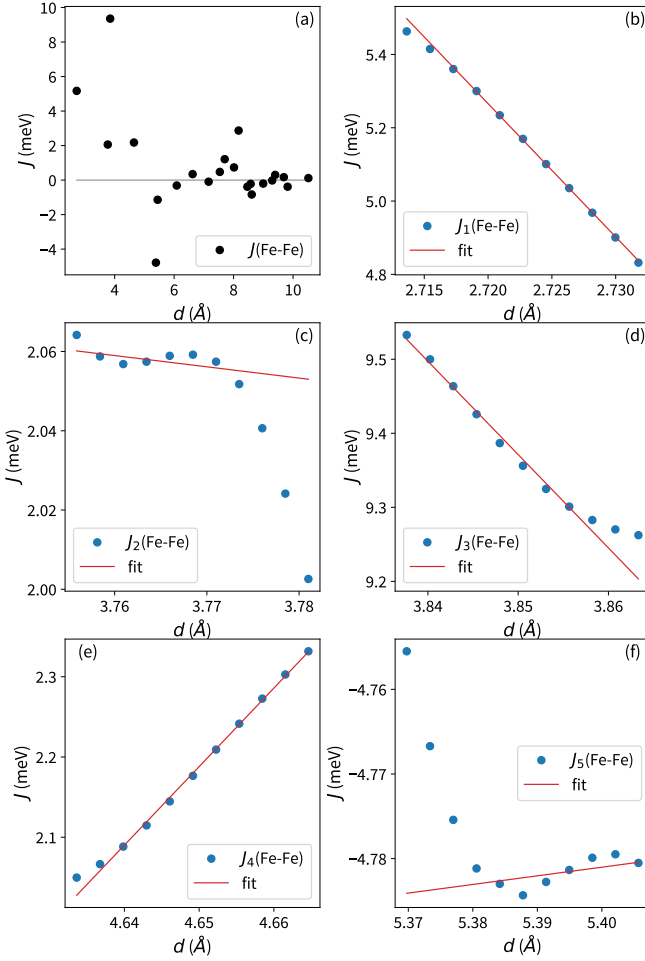 (a)
10
8
6
4
2
0
−2
−4
J (meV)
J(Fe-Fe)
4 6 8 10
d (Å)
(b)
5.4
5.2
5.0
4.8
J (meV)
J1(Fe-Fe)
fit
2.715 2.720 2.725 2.730
d (Å)
(c)
2.06
2.04
2.02
2.00
J (meV)
J2(Fe-Fe)
fit
3.76 3.77 3.78
d (Å)
(d)
9.5
9.4
9.3
9.2
J (meV)
J3(Fe-Fe)
fit
3.84 3.85 3.86
d (Å)
(e)
2.3
2.2
2.1
J (meV)
J4(Fe-Fe)
fit
4.64 4.65 4.66
d (Å)
(f)
−4.76
−4.77
−4.78
J (meV)
J5(Fe-Fe)
fit
5.37 5.38 5.39 5.40
d (Å)